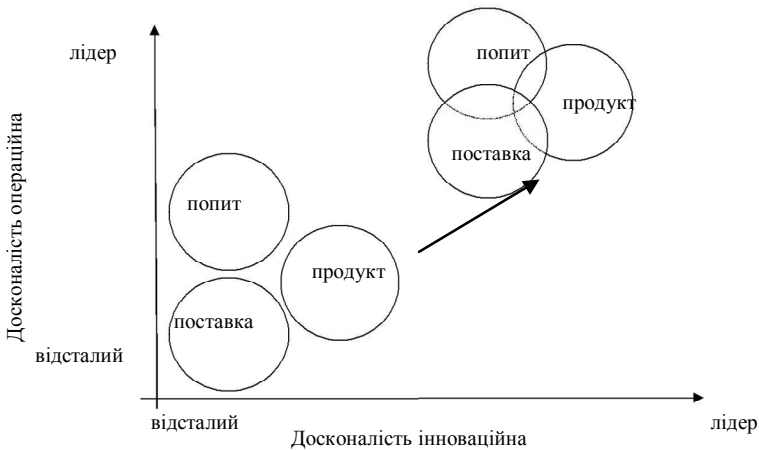 лідер
попит
продукт
поставка
Досконалість операційна
попит
продукт
поставка
відсталий
відсталий
лідер
Досконалість інноваційна